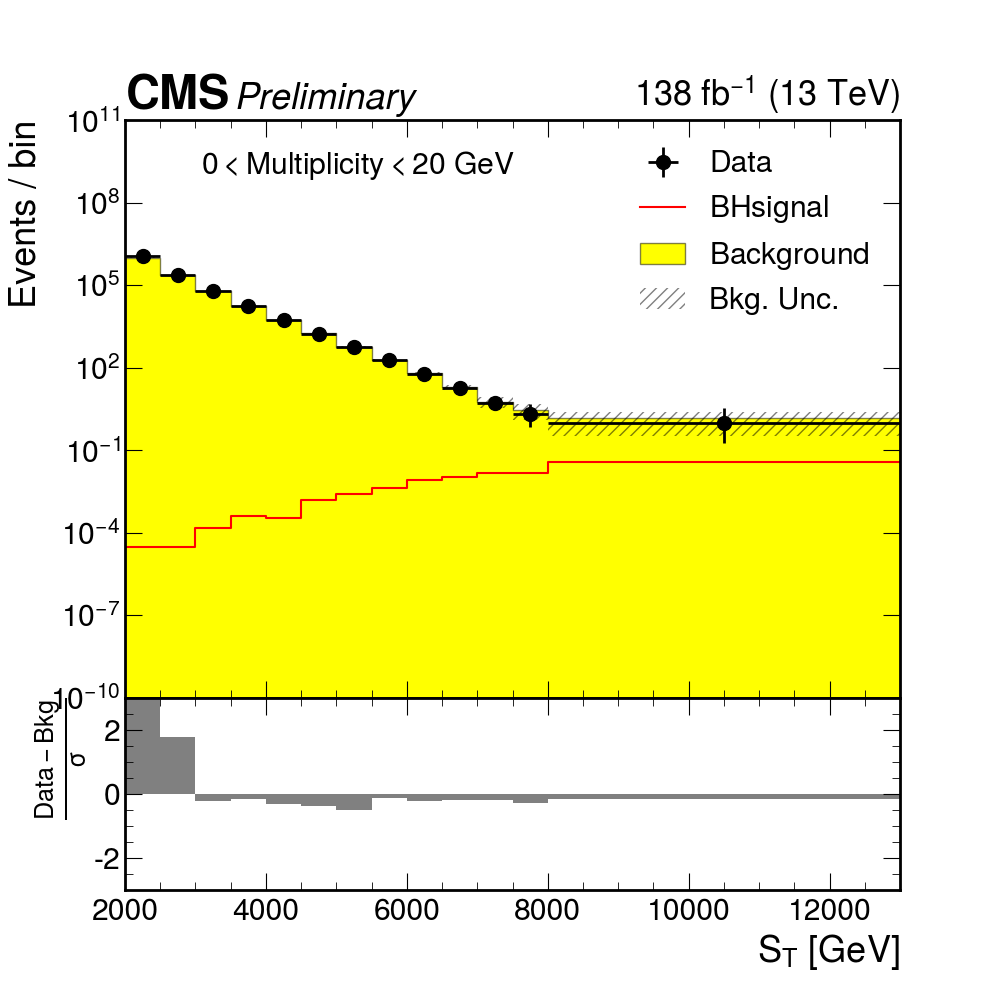 CMS Preliminary 138 fb⁻¹ (13 TeV)
Events / bin
0 < Multiplicity < 20 GeV
Data
BHsignal
Background
Bkg. Unc.
10¹¹
10⁸
10⁵
10²
10⁻¹
10⁻⁴
10⁻⁷
10⁻¹⁰
Data – Bkg
σ
2
0
-2
2000 4000 6000 8000 10000 12000
S_T [GeV]